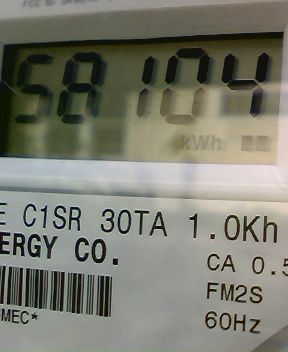 58104
kWh
E C1SR 30TA 1.0Kh
ERGY CO.
CA 0.5
FM2S
MEC*
60Hz